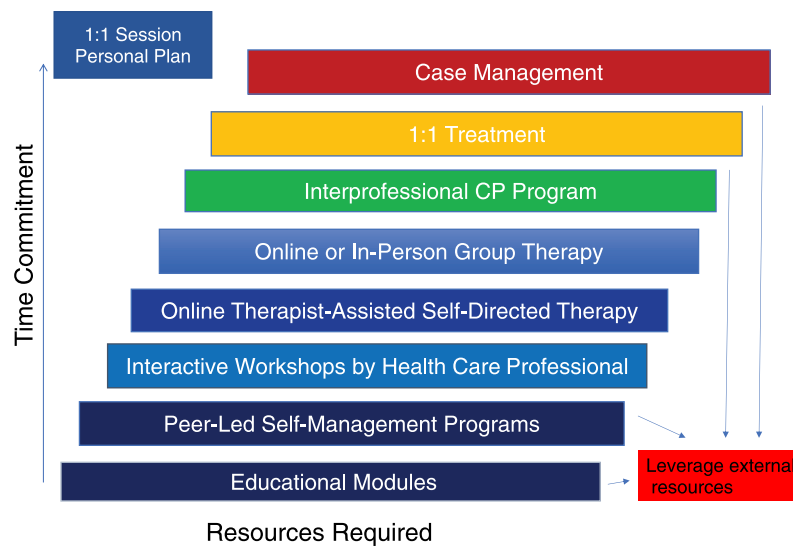 1:1 Session
Personal Plan
Case Management
1:1 Treatment
Interprofessional CP Program
Online or In-Person Group Therapy
Online Therapist-Assisted Self-Directed Therapy
Interactive Workshops by Health Care Professional
Peer-Led Self-Management Programs
Educational Modules
Leverage external
resources
Time Commitment
Resources Required